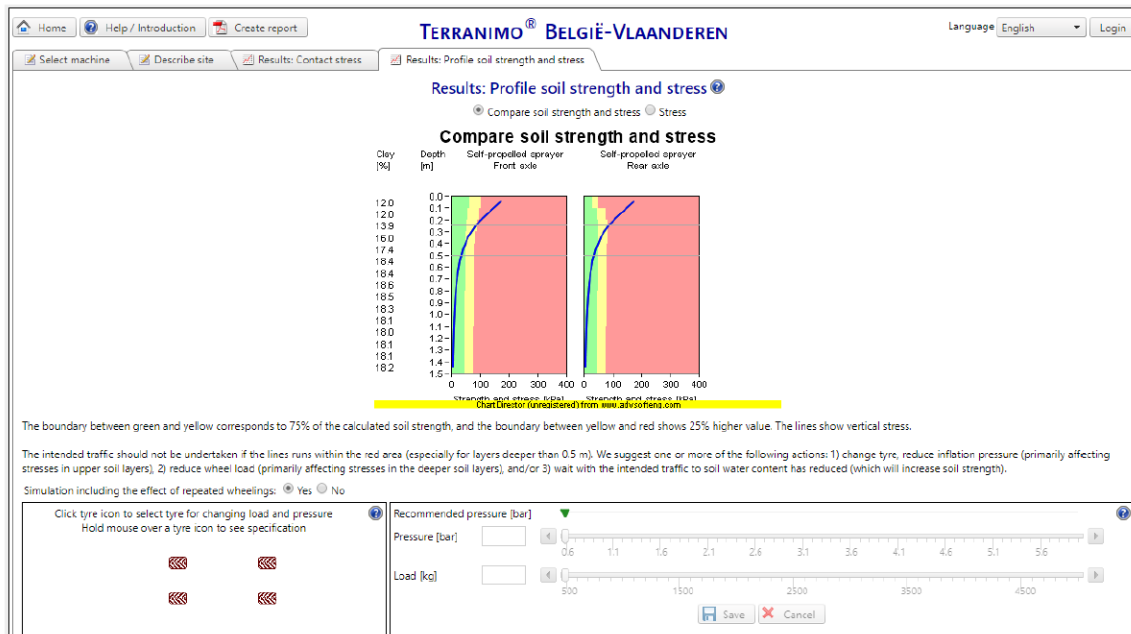 Home Help / Introduction Create report
TERRANIMO® BELGIË-VLAANDEREN
Language English Login
Select machine Describe site Results: Contact stress Results: Profile soil strength and stress
Results: Profile soil strength and stress
Compare soil strength and stress Stress
Compare soil strength and stress
Clay Depth Self-propelled sprayer Self-propelled sprayer
[%] [m] Front axle Rear axle
0.0
12.0 0.1
12.0 0.2
13.9 0.3
16.0 0.4
17.4 0.5
18.4 0.6
18.4 0.7
18.6 0.8
18.5 0.9
18.3 1.0
18.1 1.1
18.0 1.2
18.1 1.3
18.1 1.4
18.2 1.5
0 100 200 300 400 0 100 200 300 400
Strength and stress [kPa] Strength and stress [kPa]
Chart Director (unregistered) from www.advsofteng.com
The boundary between green and yellow corresponds to 75% of the calculated soil strength, and the boundary between yellow and red shows 25% higher value. The lines show vertical stress.
The intended traffic should not be undertaken if the lines runs within the red area (especially for layers deeper than 0.5 m). We suggest one or more of the following actions: 1) change tyre, reduce inflation pressure (primarily affecting
stresses in upper soil layers), 2) reduce wheel load (primarily affecting stresses in the deeper soil layers), and/or 3) wait with the intended traffic to soil water content has reduced (which will increase soil strength).
Simulation including the effect of repeated wheelings: Yes No
Click tyre icon to select tyre for changing load and pressure
Hold mouse over a tyre icon to see specification
Recommended pressure [bar]
Pressure [bar]
0.6 1.1 1.6 2.1 2.6 3.1 3.6 4.1 4.6 5.1 5.6
Load [kg]
500 1500 2500 3500 4500
Save Cancel